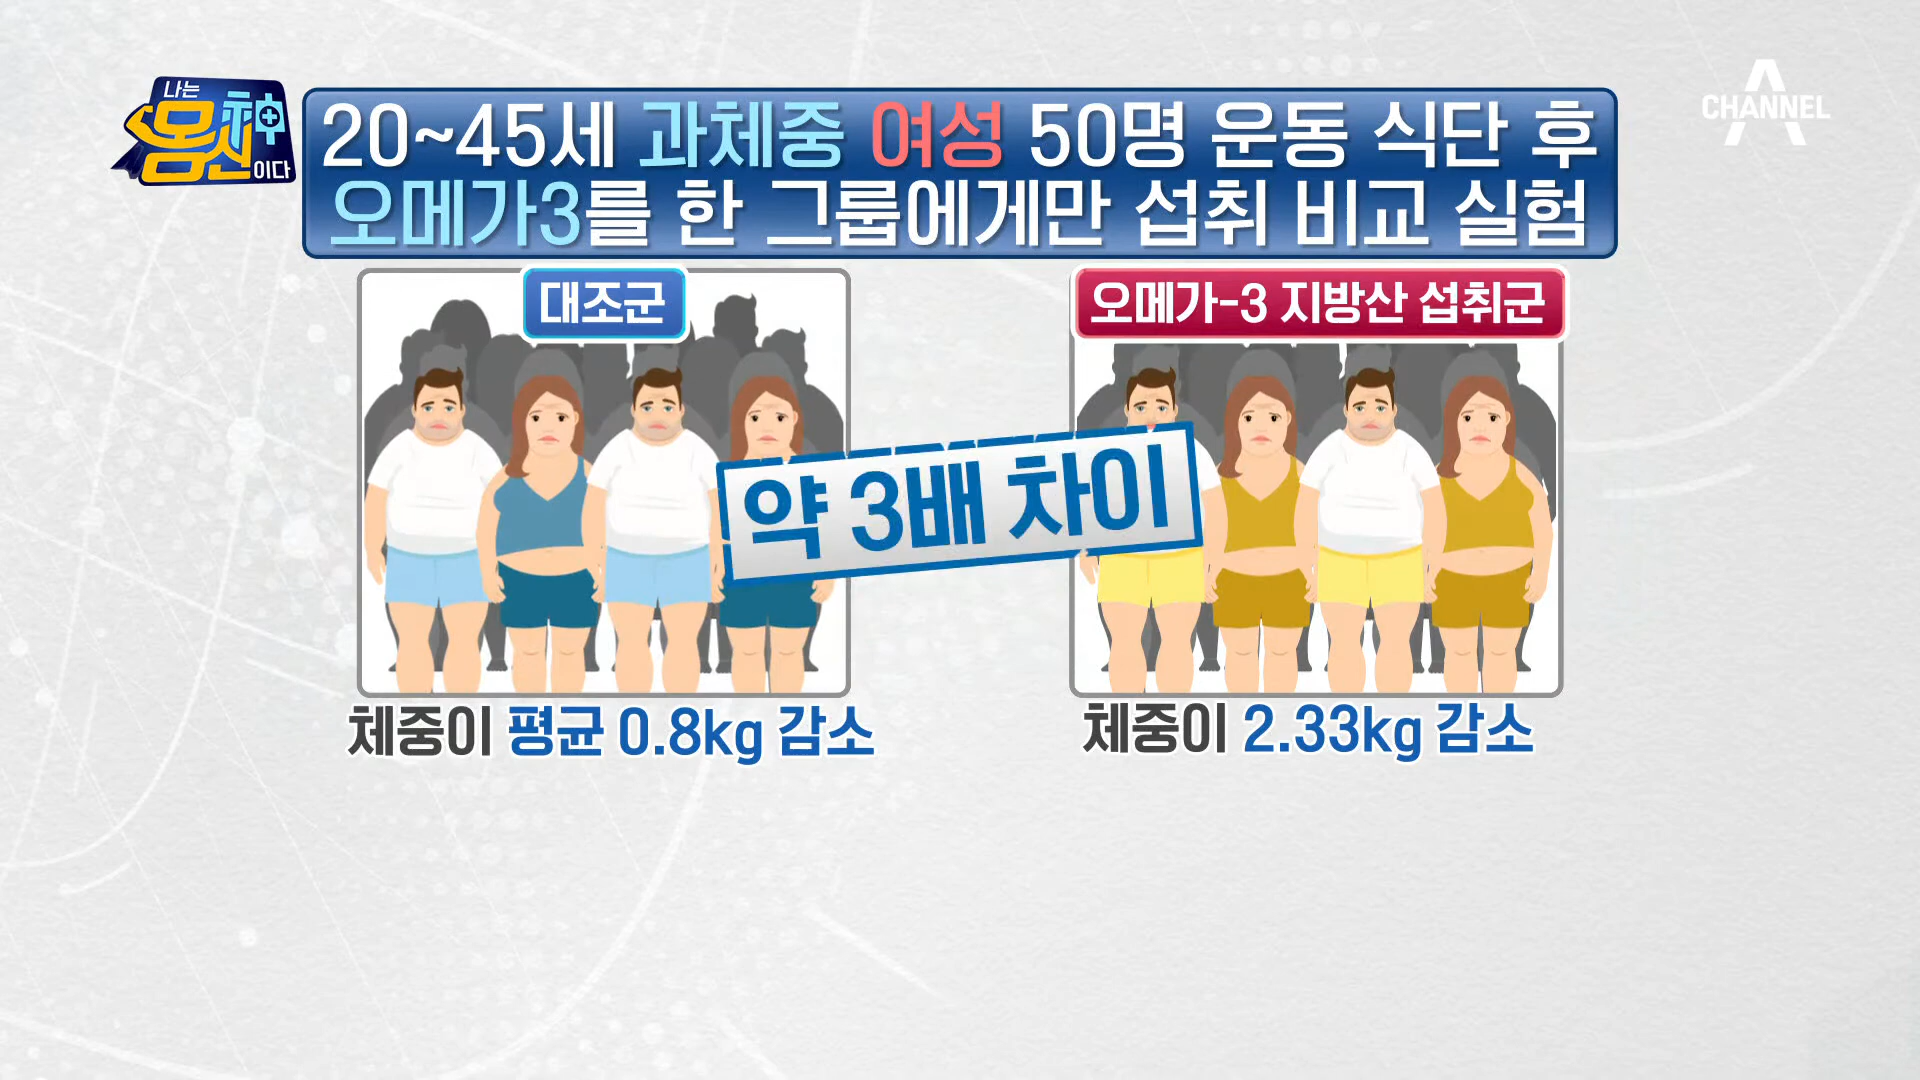 나는
몸神
신이다
CHANNEL A
20~45세 과체중 여성 50명 운동 식단 후
오메가3를 한 그룹에게만 섭취 비교 실험
대조군
오메가-3 지방산 섭취군
약 3배 차이
체중이 평균 0.8kg 감소
체중이 2.33kg 감소